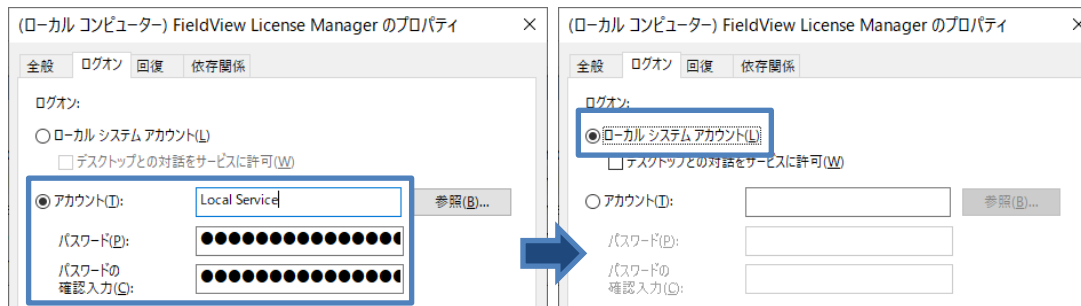 (ローカル コンピューター) FieldView License Manager のプロパティ
全般 ログオン 回復 依存関係
ログオン:
ローカル システム アカウント(L)
デスクトップとの対話をサービスに許可(W)
アカウント(T): Local Service 参照(B)...
パスワード(P): ●●●●●●●●●●●●●●●
パスワードの
確認入力(C): ●●●●●●●●●●●●●●●
(ローカル コンピューター) FieldView License Manager のプロパティ
全般 ログオン 回復 依存関係
ログオン:
ローカル システム アカウント(L)
デスクトップとの対話をサービスに許可(W)
アカウント(T): 参照(B)...
パスワード(P):
パスワードの
確認入力(C):